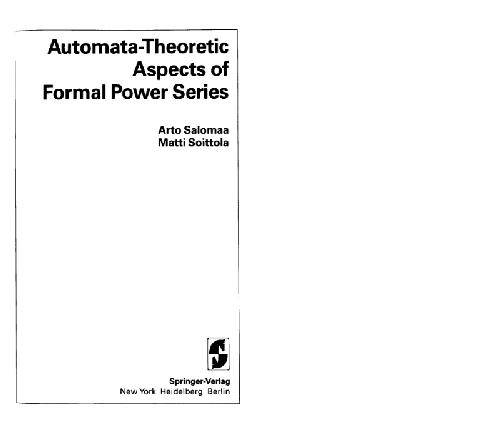 Automata-Theoretic
Aspects of
Formal Power Series
Arto Salomaa
Matti Soittola
Springer-Verlag
New York Heidelberg Berlin